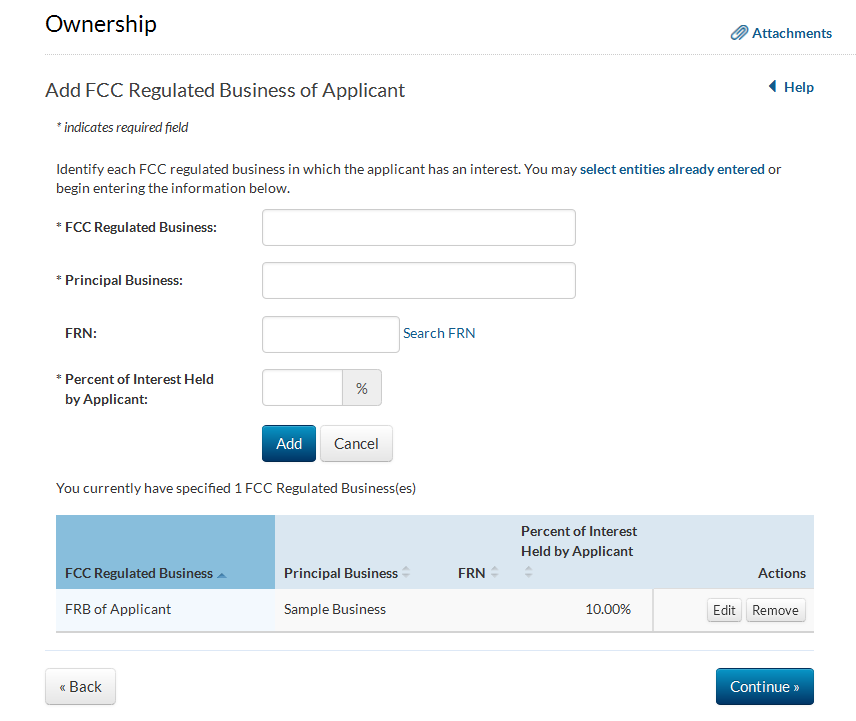 Ownership
Attachments
Add FCC Regulated Business of Applicant
Help
* indicates required field
Identify each FCC regulated business in which the applicant has an interest. You may select entities already entered or
begin entering the information below.
* FCC Regulated Business:
* Principal Business:
FRN:
Search FRN
* Percent of Interest Held
by Applicant:
%
Add
Cancel
You currently have specified 1 FCC Regulated Business(es)
FCC Regulated Business
Principal Business
FRN
Percent of Interest
Held by Applicant
Actions
FRB of Applicant
Sample Business
10.00%
Edit
Remove
« Back
Continue »